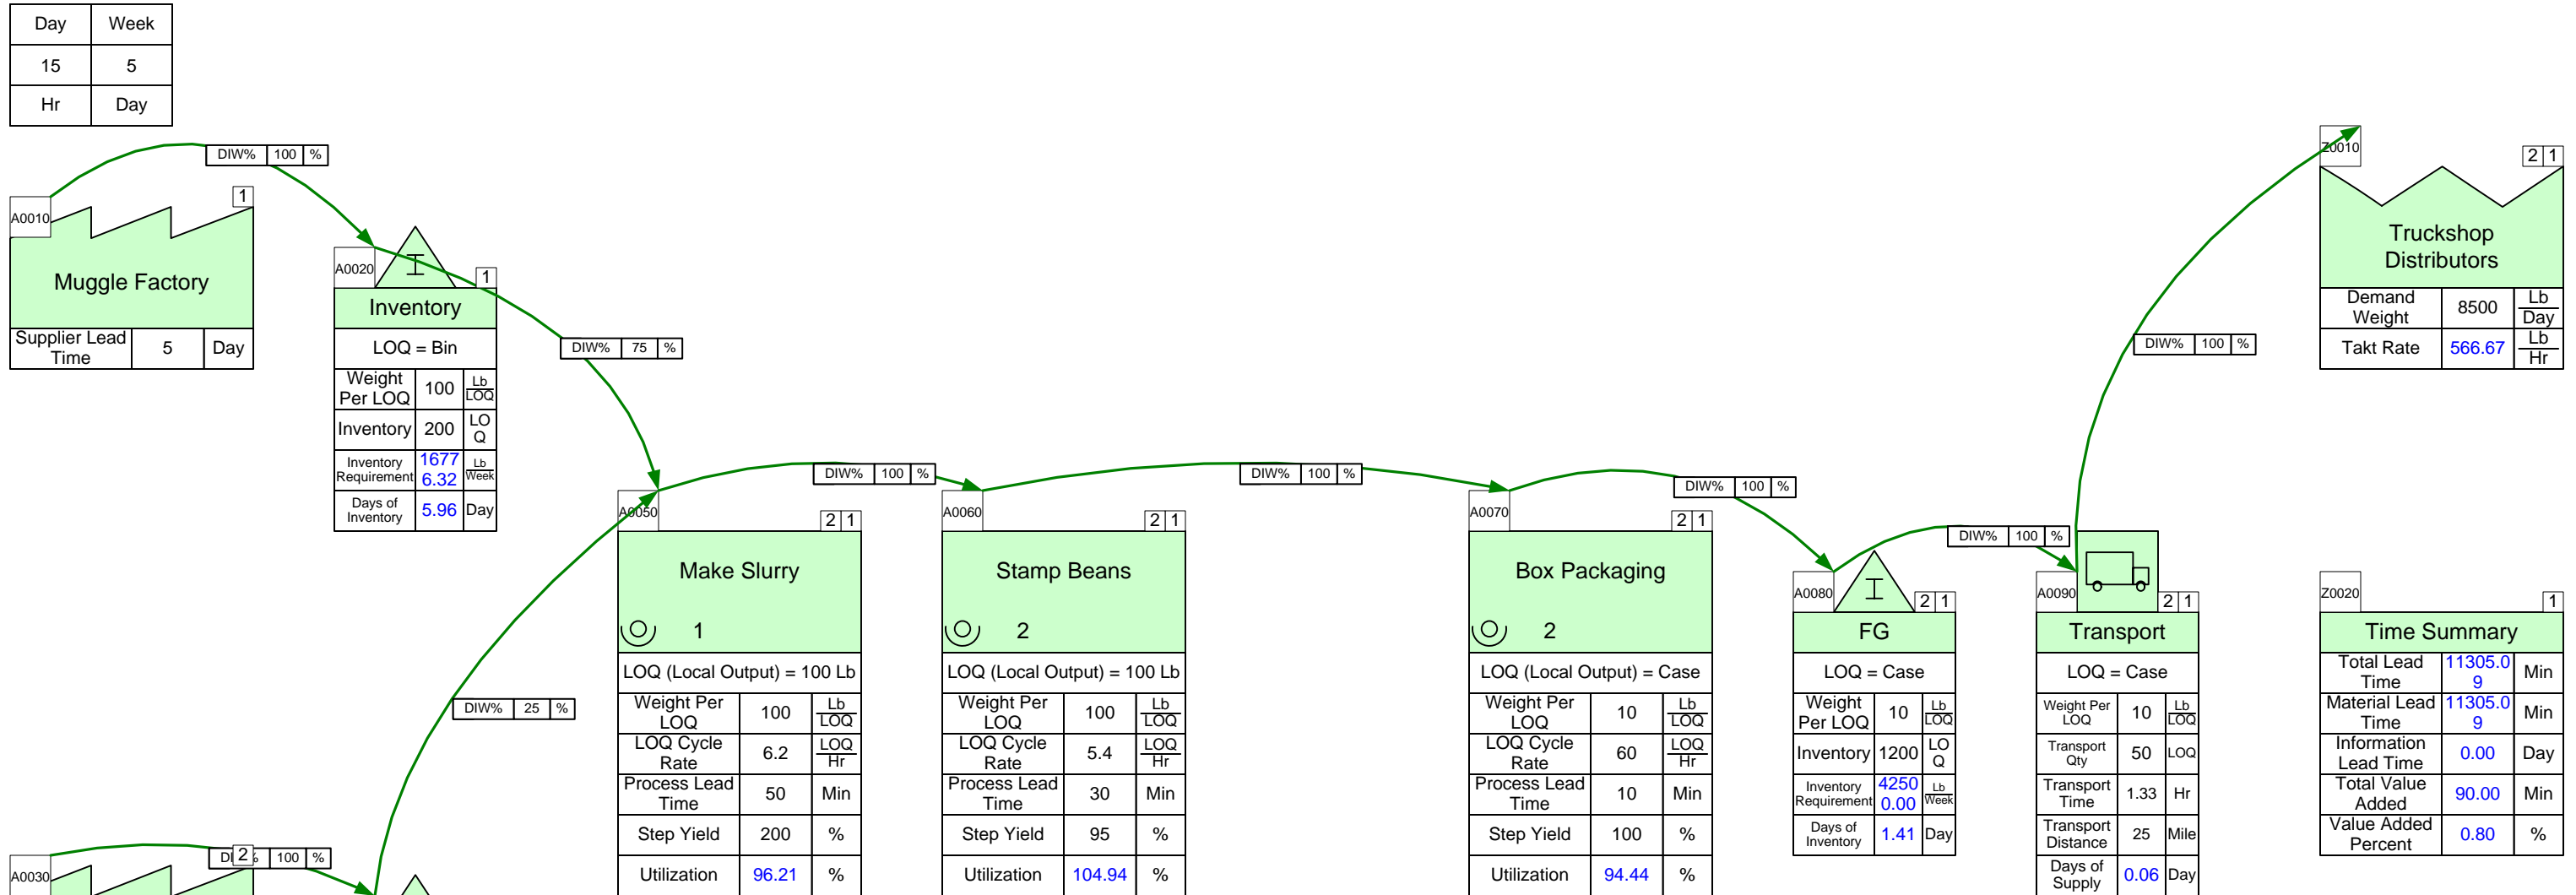 Day Week
15 5
Hr Day
DIW% 100 %
A0010
1
Muggle Factory
Supplier Lead
Time
5 Day
A0020
I
1
Inventory
LOQ = Bin
Weight
Per LOQ
100
Lb
LOQ
Inventory 200
LO
Q
Inventory
Requirement
1677
6.32
Lb
Week
Days of
Inventory
5.96 Day
DIW% 75 %
DIW% 25 %
A0030
2
DIW% 100 %
A0050
2 1
Make Slurry
1
LOQ (Local Output) = 100 Lb
Weight Per
LOQ
100
Lb
LOQ
LOQ Cycle
Rate
6.2
LOQ
Hr
Process Lead
Time
50 Min
Step Yield 200 %
Utilization 96.21 %
DIW% 100 %
A0060
2 1
Stamp Beans
2
LOQ (Local Output) = 100 Lb
Weight Per
LOQ
100
Lb
LOQ
LOQ Cycle
Rate
5.4
LOQ
Hr
Process Lead
Time
30 Min
Step Yield 95 %
Utilization 104.94 %
DIW% 100 %
A0070
2 1
Box Packaging
2
LOQ (Local Output) = Case
Weight Per
LOQ
10
Lb
LOQ
LOQ Cycle
Rate
60
LOQ
Hr
Process Lead
Time
10 Min
Step Yield 100 %
Utilization 94.44 %
DIW% 100 %
A0080
I
2 1
FG
LOQ = Case
Weight
Per LOQ
10
Lb
LOQ
Inventory 1200
LO
Q
Inventory
Requirement
4250
0.00
Lb
Week
Days of
Inventory
1.41 Day
DIW% 100 %
A0090
2 1
Transport
LOQ = Case
Weight Per
LOQ
10
Lb
LOQ
Transport
Qty
50 LOQ
Transport
Time
1.33 Hr
Transport
Distance
25 Mile
Days of
Supply
0.06 Day
DIW% 100 %
Z0010
2 1
Truckshop
Distributors
Demand
Weight
8500
Lb
Day
Takt Rate 566.67
Lb
Hr
Z0020
1
Time Summary
Total Lead
Time
11305.0
9
Min
Material Lead
Time
11305.0
9
Min
Information
Lead Time
0.00 Day
Total Value
Added
90.00 Min
Value Added
Percent
0.80 %